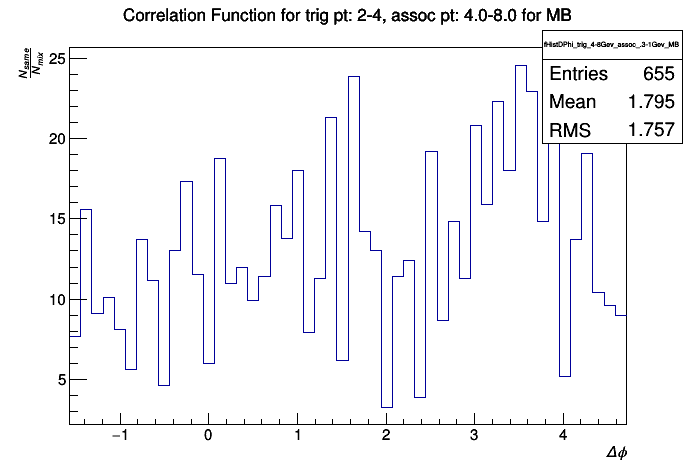 Correlation Function for trig pt: 2-4, assoc pt: 4.0-8.0 for MB
fHistDPhi_trig_4-8Gev_assoc_.3-1Gev_MB
Entries 655
Mean 1.795
RMS 1.757
N_same
N_mix
25
20
15
10
5
−1 0 1 2 3 4
Δϕ